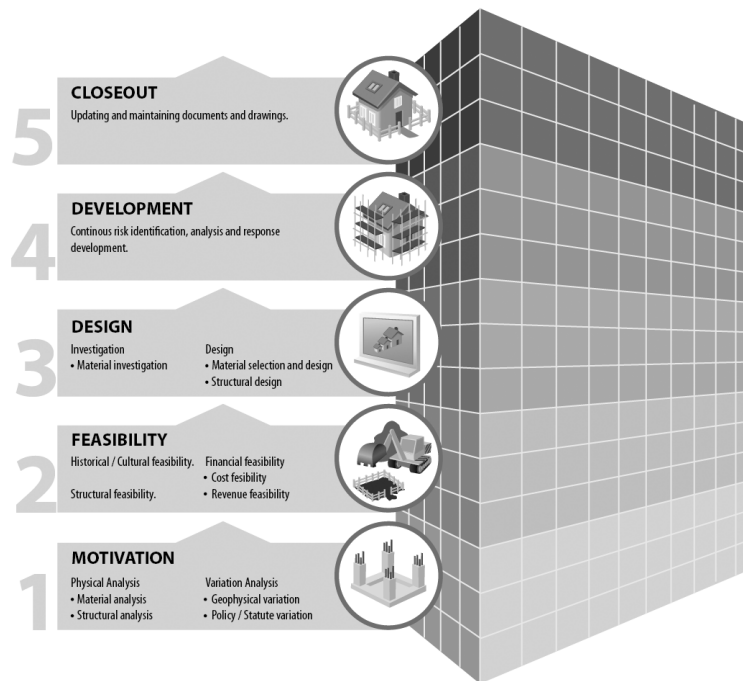 5
CLOSEOUT
Updating and maintaining documents and drawings.
4
DEVELOPMENT
Continous risk identification, analysis and response
development.
3
DESIGN
Investigation
• Material investigation
Design
• Material selection and design
• Structural design
2
FEASIBILITY
Historical / Cultural feasibility.
Structural feasibility.
Financial feasibility
• Cost fesibility
• Revenue feasibility
1
MOTIVATION
Physical Analysis
• Material analysis
• Structural analysis
Variation Analysis
• Geophysical variation
• Policy / Statute variation